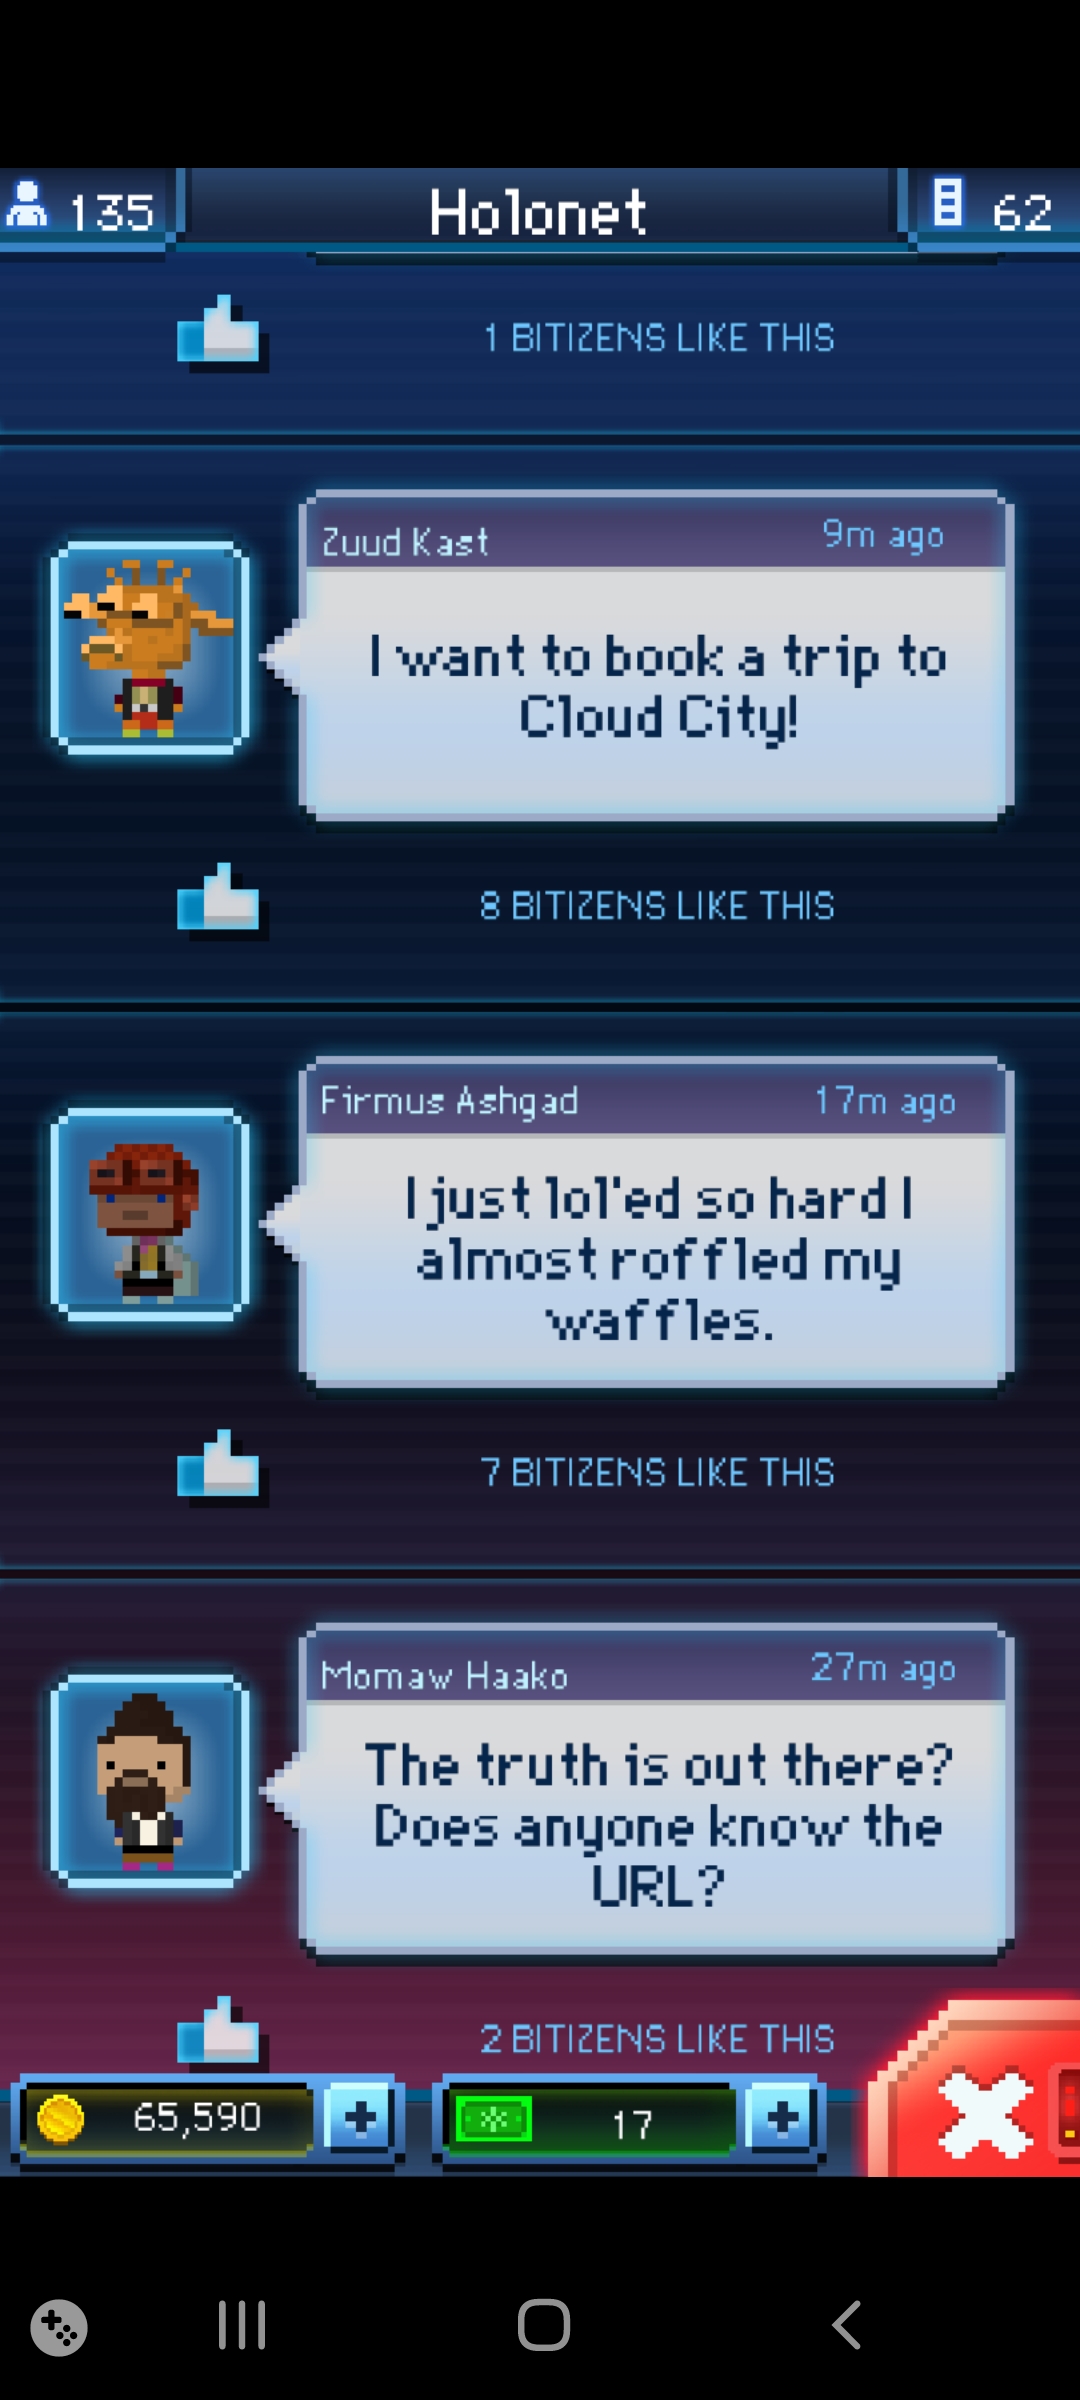 135 Holonet 62
1 BITIZENS LIKE THIS
Zuud Kast 9m ago
I want to book a trip to
Cloud City!
8 BITIZENS LIKE THIS
Firmus Ashgad 17m ago
I just lol'ed so hard I
almost roffled my
waffles.
7 BITIZENS LIKE THIS
Momaw Haako 27m ago
The truth is out there?
Does anyone know the
URL?
2 BITIZENS LIKE THIS
65,590 + 17 +